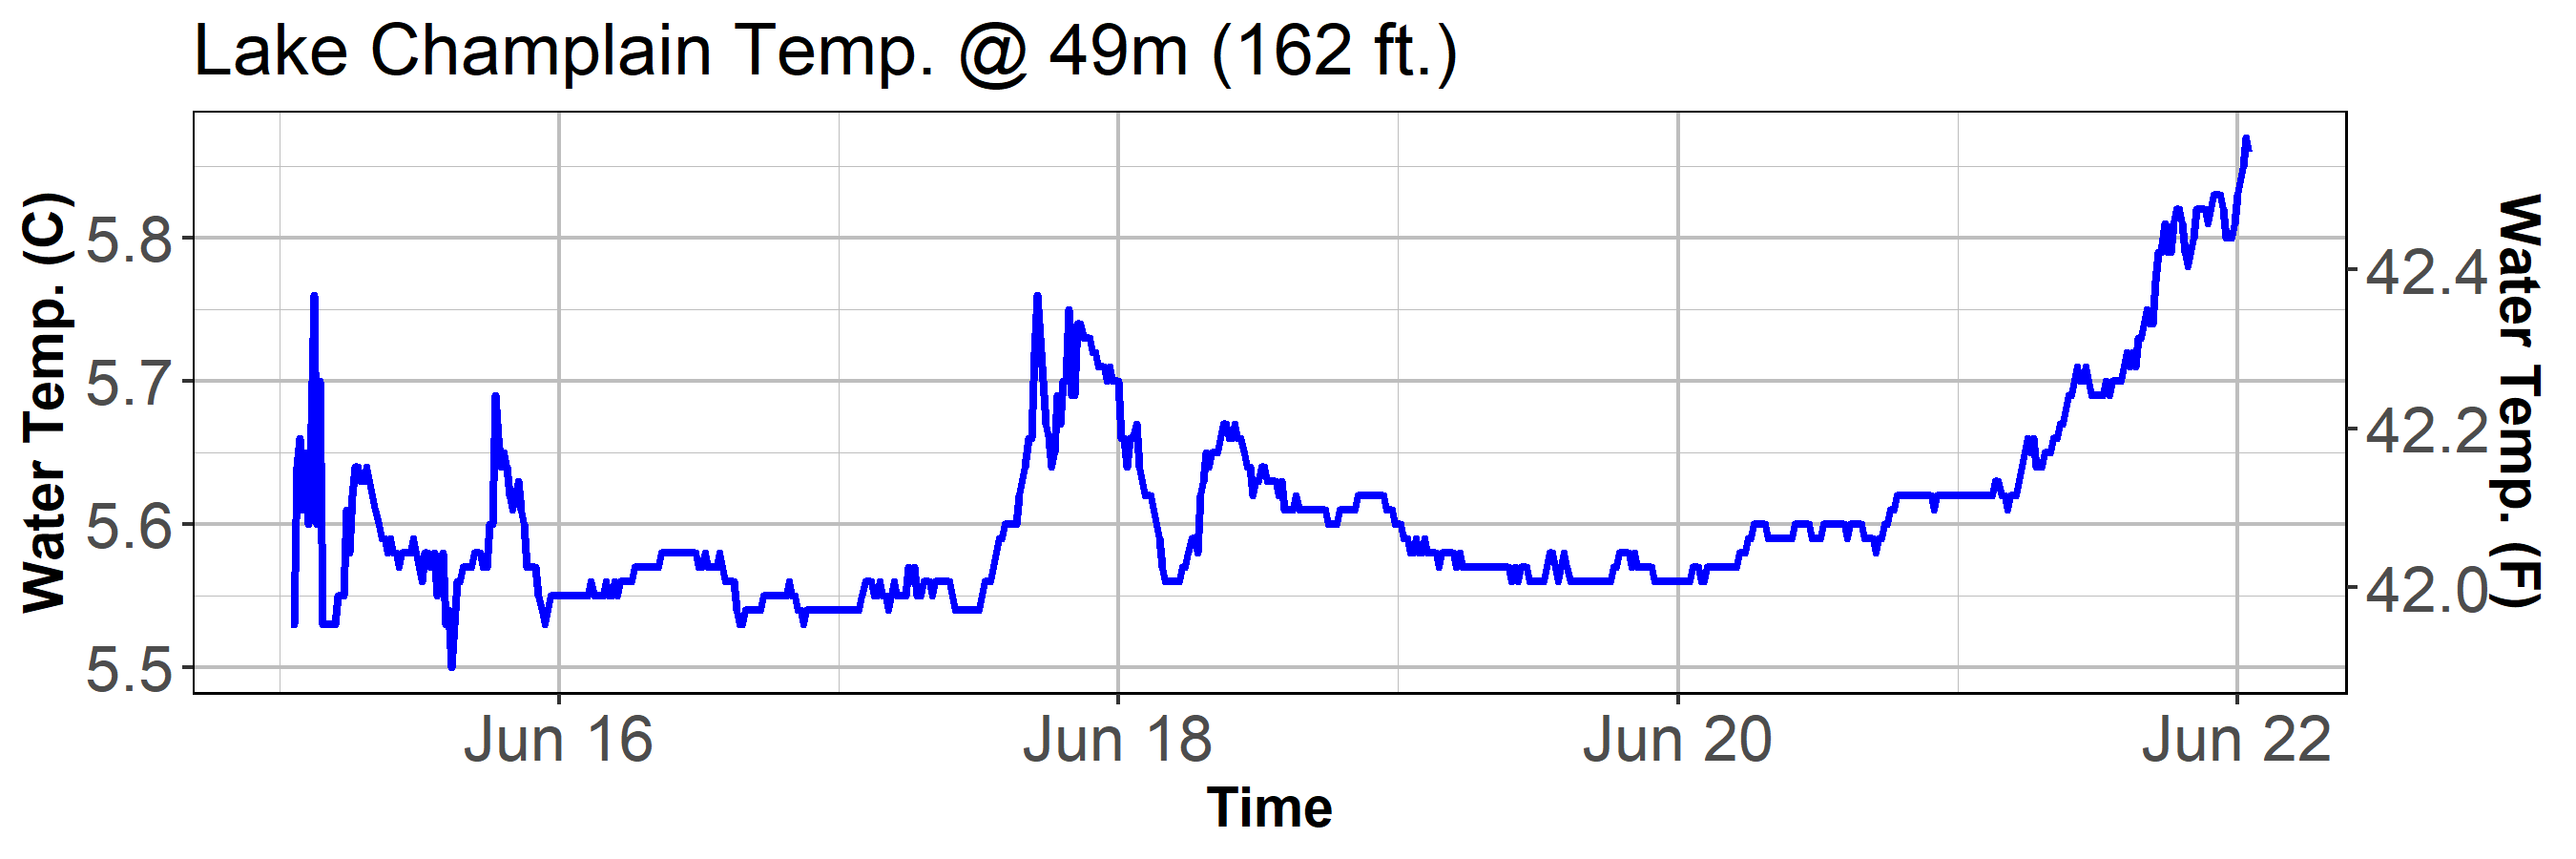 Lake Champlain Temp. @ 49m (162 ft.)
Water Temp. (C)
5.8
5.7
5.6
5.5
42.4
42.2
42.0
Water Temp. (F)
Jun 16 Jun 18 Jun 20 Jun 22
Time